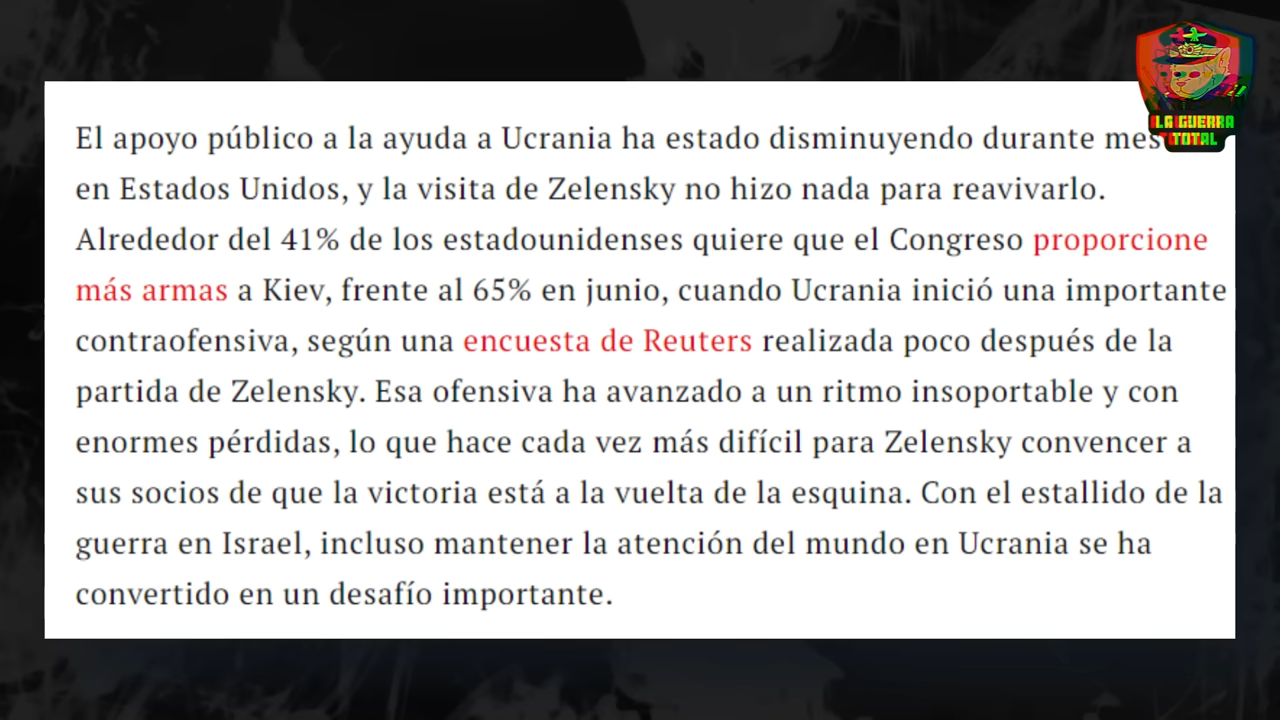 LA GUERRA
TOTAL
El apoyo público a la ayuda a Ucrania ha estado disminuyendo durante
en Estados Unidos, y la visita de Zelensky no hizo nada para reavivarlo.
Alrededor del 41% de los estadounidenses quiere que el Congreso proporcione
más armas a Kiev, frente al 65% en junio, cuando Ucrania inició una importante
contraofensiva, según una encuesta de Reuters realizada poco después de la
partida de Zelensky. Esa ofensiva ha avanzado a un ritmo insoportable y con
enormes pérdidas, lo que hace cada vez más difícil para Zelensky convencer a
sus socios de que la victoria está a la vuelta de la esquina. Con el estallido de la
guerra en Israel, incluso mantener la atención del mundo en Ucrania se ha
convertido en un desafío importante.